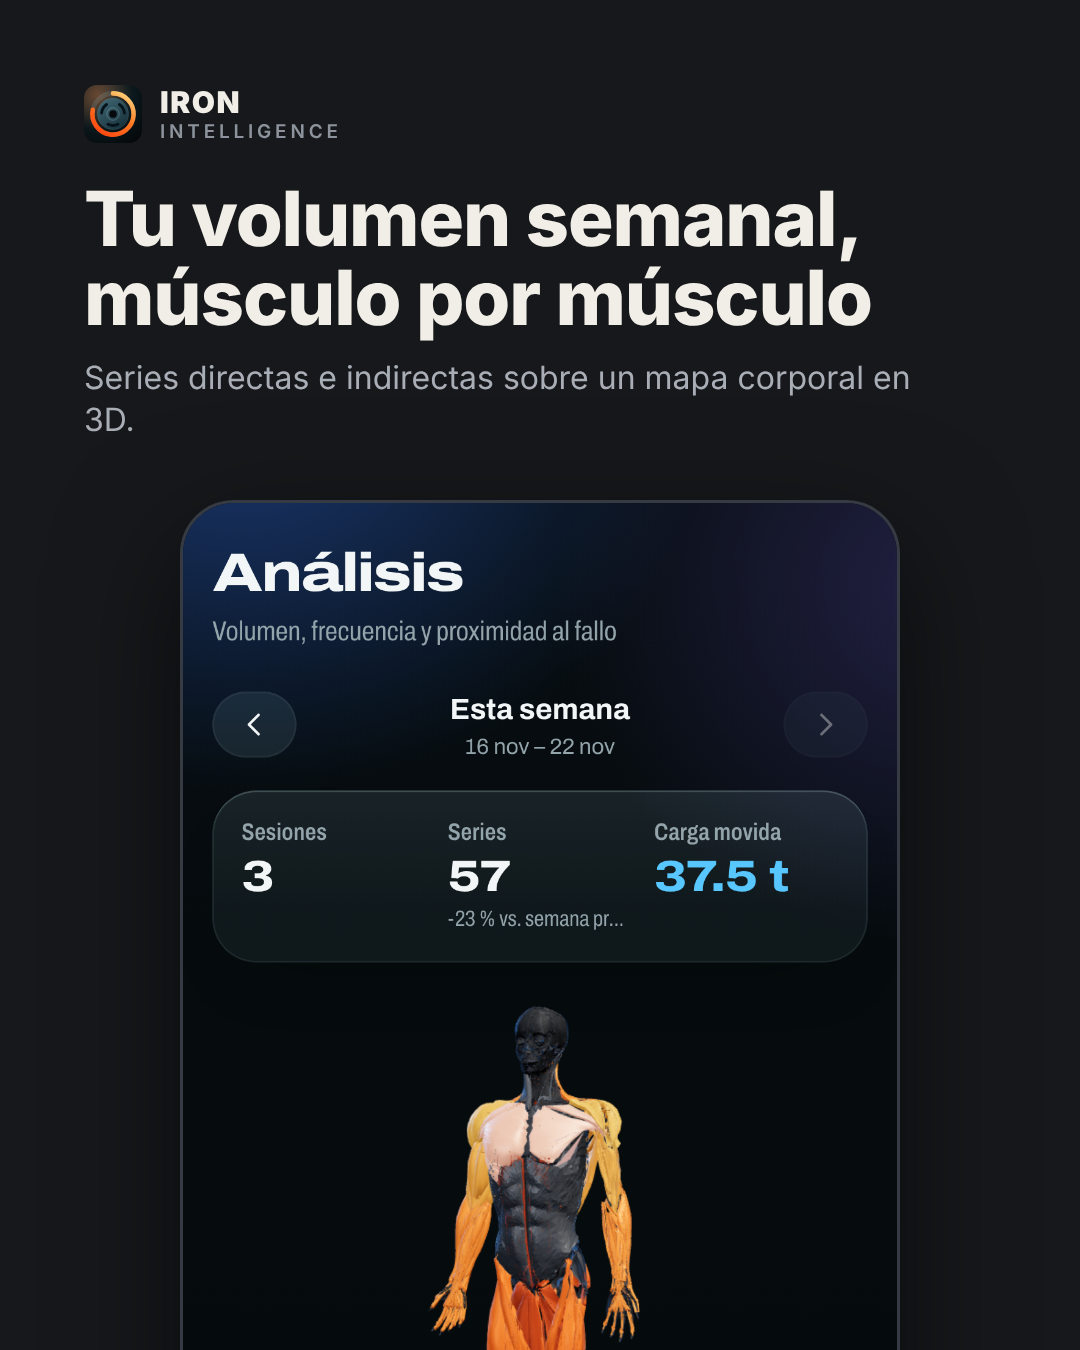 IRON
INTELLIGENCE
Tu volumen semanal,
músculo por músculo
Series directas e indirectas sobre un mapa corporal en
3D.
Análisis
Volumen, frecuencia y proximidad al fallo
Esta semana
16 nov – 22 nov
Sesiones
3
Series
57
-23 % vs. semana pr...
Carga movida
37.5 t